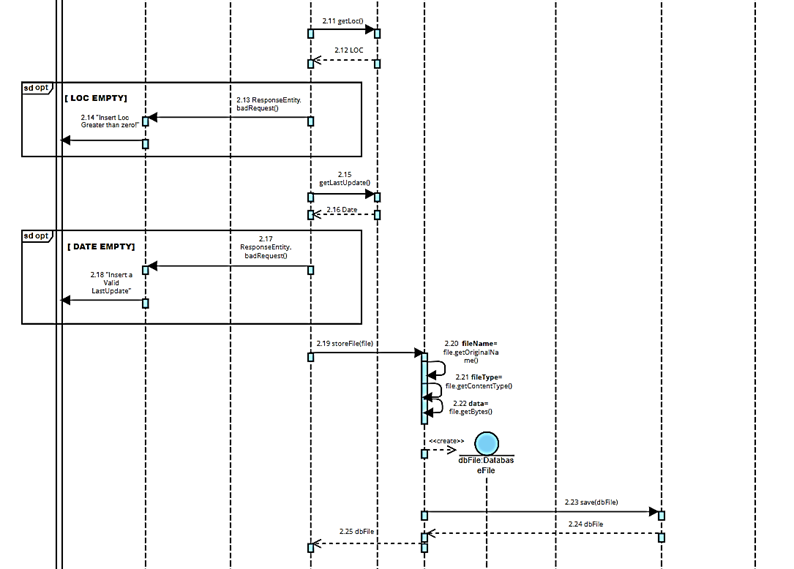 2.11 getLoc()
2.12 LOC
sd opt
[ LOC EMPTY]
2.13 ResponseEntity.
badRequest()
2.14 "Insert Loc
Greater than zero!"
2.15
getLastUpdate()
2.16 Date
sd opt
[ DATE EMPTY]
2.17
ResponseEntity.
badRequest()
2.18 "Insert a
Valid
LastUpdate"
2.19 storeFile(file)
2.20 fileName=
file.getOriginalNa
me()
2.21 fileType=
file.getContentType()
2.22 data=
file.getBytes()
<<create>>
dbFile:Databas
eFile
2.23 save(dbFile)
2.24 dbFile
2.25 dbFile